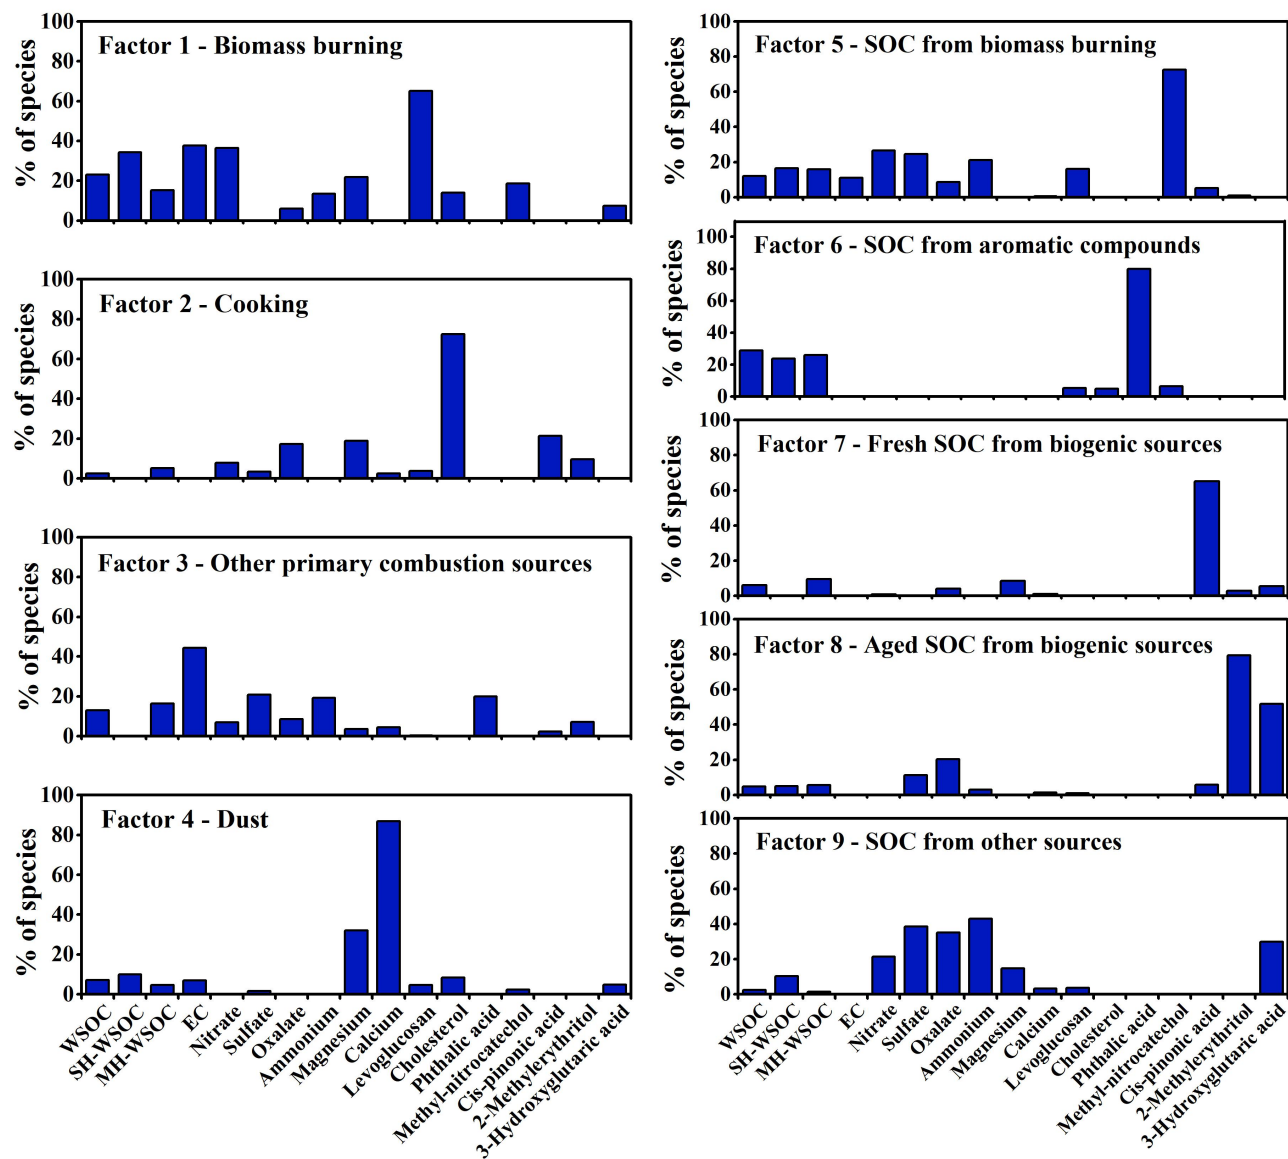 % of species
100
80
60
40
20
0
Factor 1 - Biomass burning
% of species
100
80
60
40
20
0
Factor 2 - Cooking
% of species
100
80
60
40
20
0
Factor 3 - Other primary combustion sources
% of species
100
80
60
40
20
0
Factor 4 - Dust
WSOC
SH-WSOC
MH-WSOC
EC
Nitrate
Sulfate
Oxalate
Ammonium
Magnesium
Calcium
Levoglucosan
Cholesterol
Phthalic acid
Methyl-nitrocatechol
Cis-pinonic acid
2-Methylerythritol
3-Hydroxyglutaric acid
% of species
100
80
60
40
20
0
Factor 5 - SOC from biomass burning
% of species
100
80
60
40
20
0
Factor 6 - SOC from aromatic compounds
% of species
100
80
60
40
20
0
Factor 7 - Fresh SOC from biogenic sources
% of species
100
80
60
40
20
0
Factor 8 - Aged SOC from biogenic sources
% of species
100
80
60
40
20
0
Factor 9 - SOC from other sources
WSOC
SH-WSOC
MH-WSOC
EC
Nitrate
Sulfate
Oxalate
Ammonium
Magnesium
Calcium
Levoglucosan
Cholesterol
Phthalic acid
Methyl-nitrocatechol
Cis-pinonic acid
2-Methylerythritol
3-Hydroxyglutaric acid